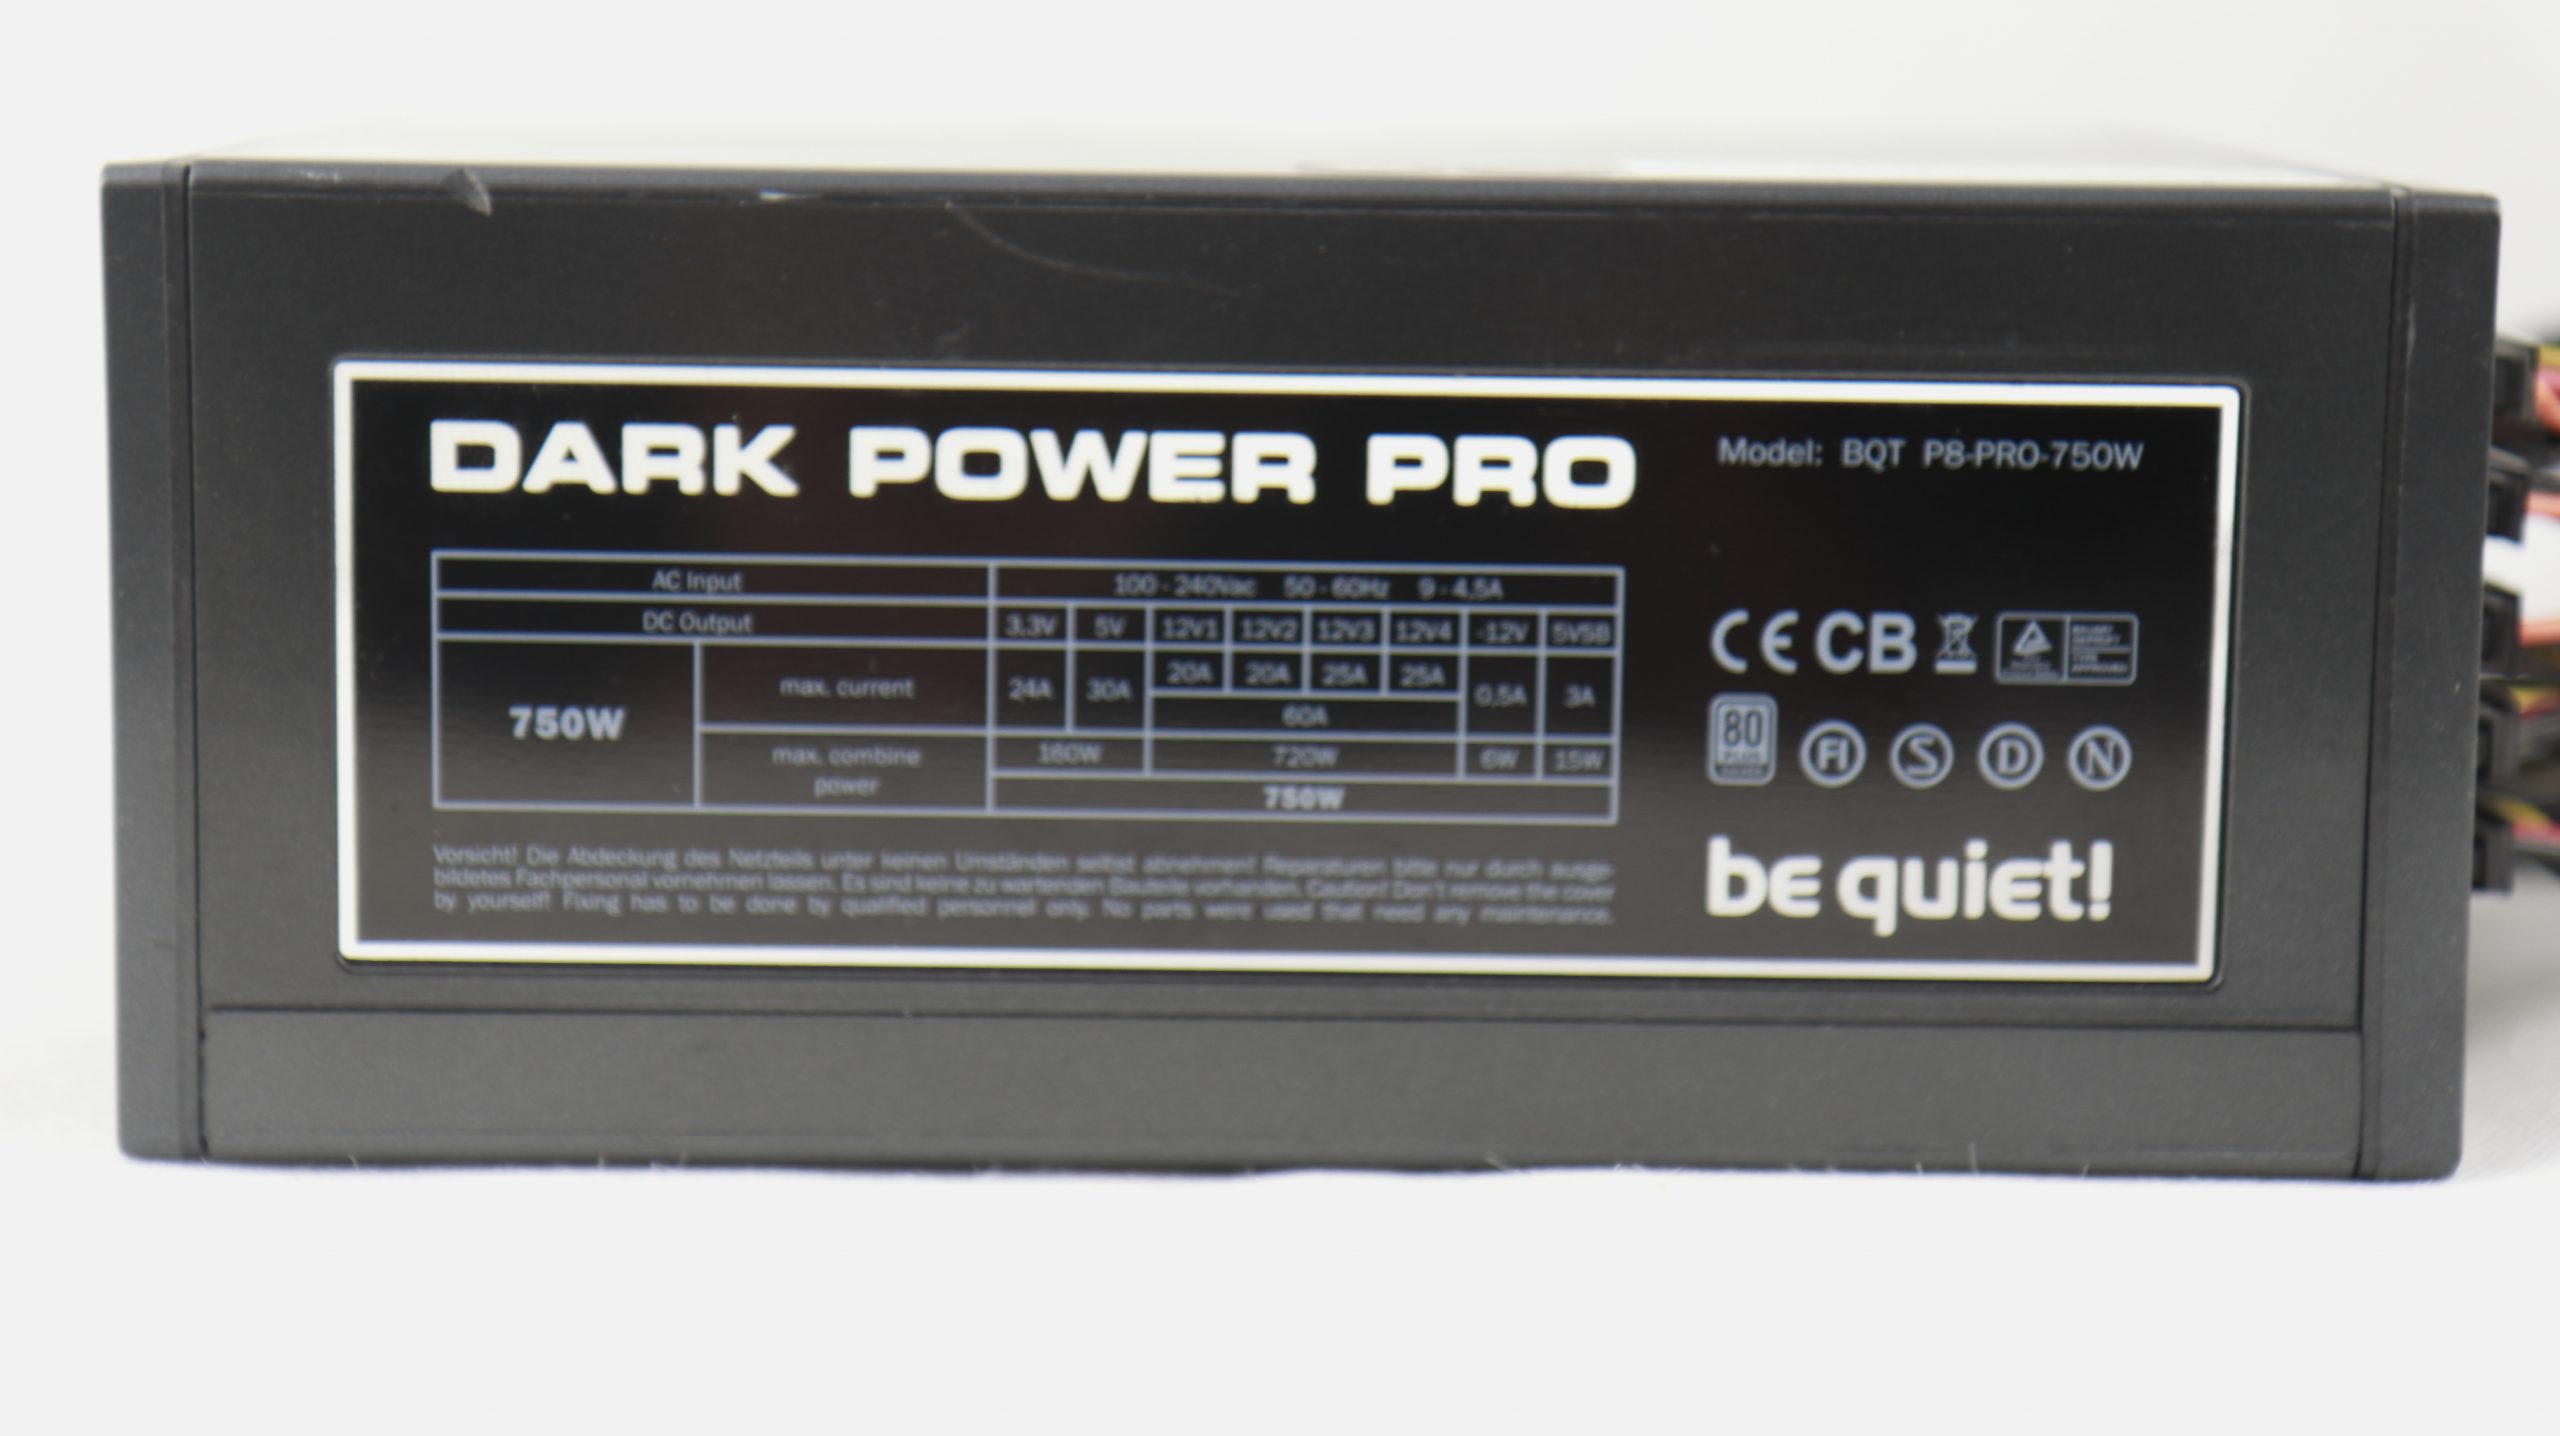 DARK POWER PRO
Model: BQT P8-PRO-750W
AC Input 100 - 240Vac 50 - 60Hz 9 - 4,5A
DC Output 3,3V 5V 12V1 12V2 12V3 12V4 -12V 5VSB
750W max. current 24A 30A 20A 20A 25A 25A 0,5A 3A
60A
max. combine power 160W 720W 6W 15W
750W
CE CB
80 PLUS
FI S D N
Vorsicht! Die Abdeckung des Netzteils unter keinen Umständen selbst abnehmen! Reparaturen bitte nur durch ausge-
bildetes Fachpersonal vornehmen lassen. Es sind keine zu wartenden Bauteile vorhanden. Caution! Don't remove the cover
by yourself! Fixing has to be done by qualified personnel only. No parts were used that need any maintenance.
be quiet!